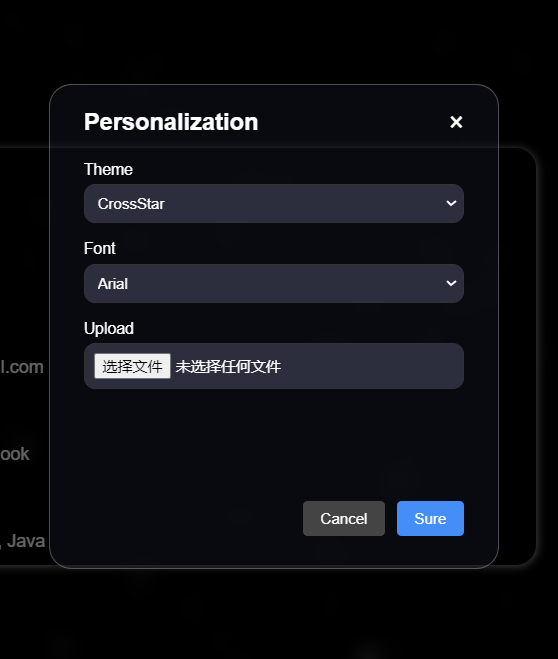 Personalization ×
Theme
CrossStar
Font
Arial
Upload
选择文件 未选择任何文件
l.com
ook
, Java
Cancel Sure